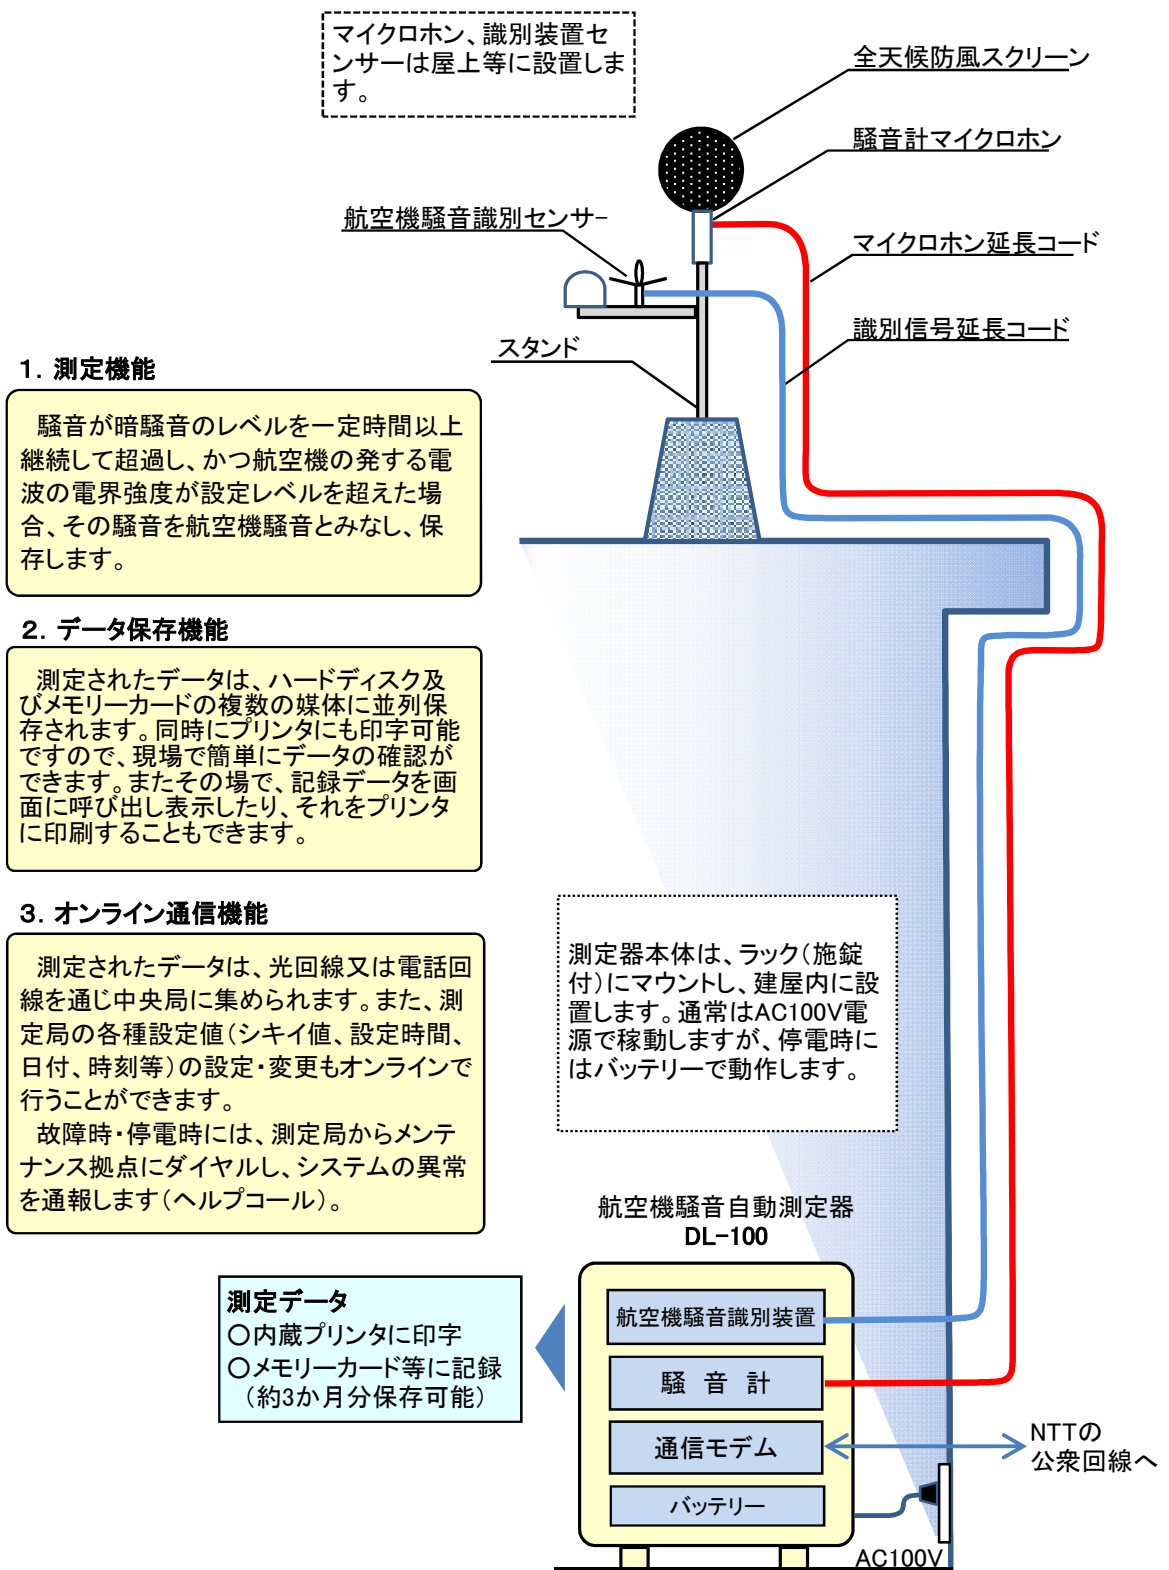 マイクロホン、識別装置セ
ンサーは屋上等に設置しま
す。
全天候防風スクリーン
騒音計マイクロホン
航空機騒音識別センサ-
マイクロホン延長コード
識別信号延長コード
スタンド
1．測定機能
騒音が暗騒音のレベルを一定時間以上
継続して超過し、かつ航空機の発する電
波の電界強度が設定レベルを超えた場
合、その騒音を航空機騒音とみなし、保
存します。
2．データ保存機能
測定されたデータは、ハードディスク及
びメモリーカードの複数の媒体に並列保
存されます。同時にプリンタにも印字可能
ですので、現場で簡単にデータの確認が
できます。またその場で、記録データを画
面に呼び出し表示したり、それをプリンタ
に印刷することもできます。
3．オンライン通信機能
測定されたデータは、光回線又は電話回
線を通じ中央局に集められます。また、測
定局の各種設定値（シキイ値、設定時間、
日付、時刻等）の設定・変更もオンラインで
行うことができます。
故障時・停電時には、測定局からメンテ
ナンス拠点にダイヤルし、システムの異常
を通報します（ヘルプコール）。
測定器本体は、ラック（施錠
付）にマウントし、建屋内に設
置します。通常はAC100V電
源で稼動しますが、停電時に
はバッテリーで動作します。
航空機騒音自動測定器
DL-100
測定データ
○内蔵プリンタに印字
○メモリーカード等に記録
（約3か月分保存可能）
航空機騒音識別装置
騒 音 計
通信モデム
バッテリー
NTTの
公衆回線へ
AC100V